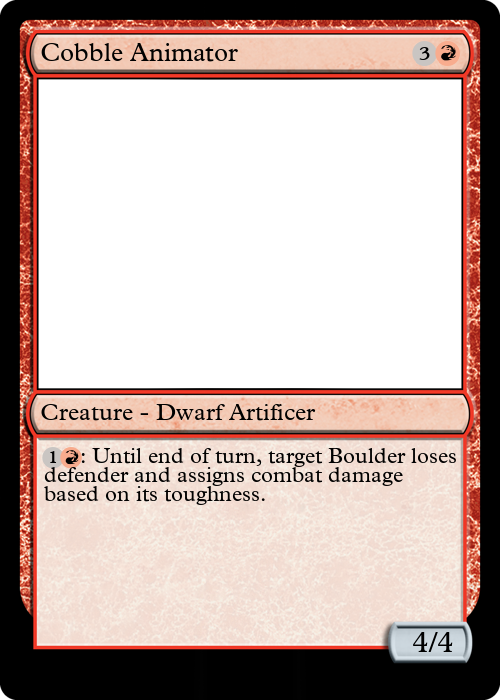 Cobble Animator 3
Creature - Dwarf Artificer
1 : Until end of turn, target Boulder loses
defender and assigns combat damage
based on its toughness.
4/4